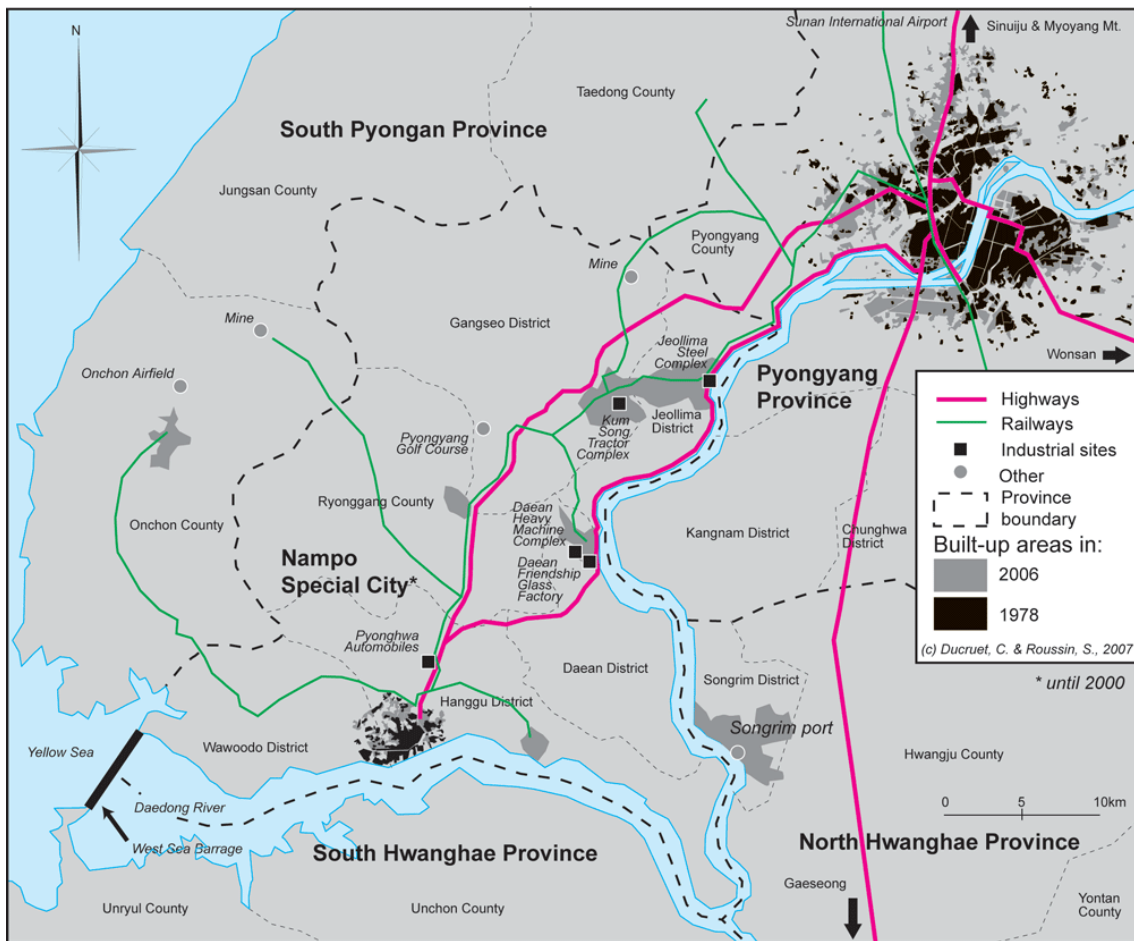 N
Sunan International Airport
Sinuiju & Myoyang Mt.
Taedong County
South Pyongan Province
Jungsan County
Pyongyang
County
Mine
Gangseo District
Mine
Jeollima
Steel
Complex
Wonsan
Onchon Airfield
Pyongyang
Province
Jeollima
District
Kum
Song
Tractor
Complex
Pyongyang
Golf Course
Ryonggang County
Onchon County
Daean
Heavy
Machine
Complex
Kangnam District
Chunghwa
District
Nampo
Special City*
Daean
Friendship
Glass
Factory
Pyonghwa
Automobiles
Daean District
Songrim District
Hanggu District
Songrim port
Yellow Sea
Wawoodo District
Hwangju County
Daedong River
West Sea Barrage
South Hwanghae Province
North Hwanghae Province
Gaeseong
Unryul County
Unchon County
Yontan
County
Highways
Railways
Industrial sites
Other
Province
boundary
Built-up areas in:
2006
1978
(c) Ducruet, C. & Roussin, S., 2007
* until 2000
0 5 10km